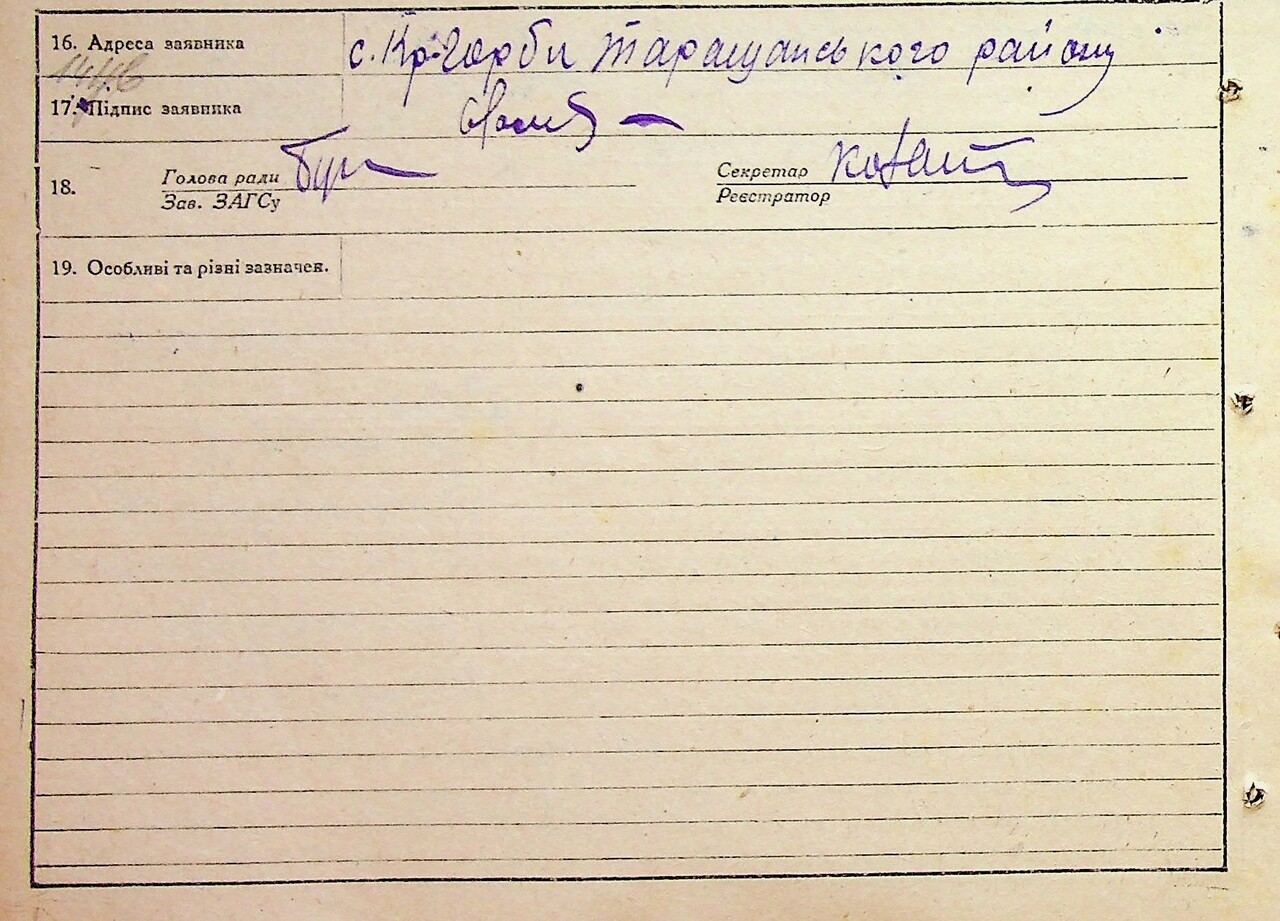 16. Адреса заявника с. Кр-Горби Таращанського району
17. Підпис заявника
18. Голова ради Секретар
Зав. ЗАГСу Реєстратор
19. Особливі та різні зазначен.